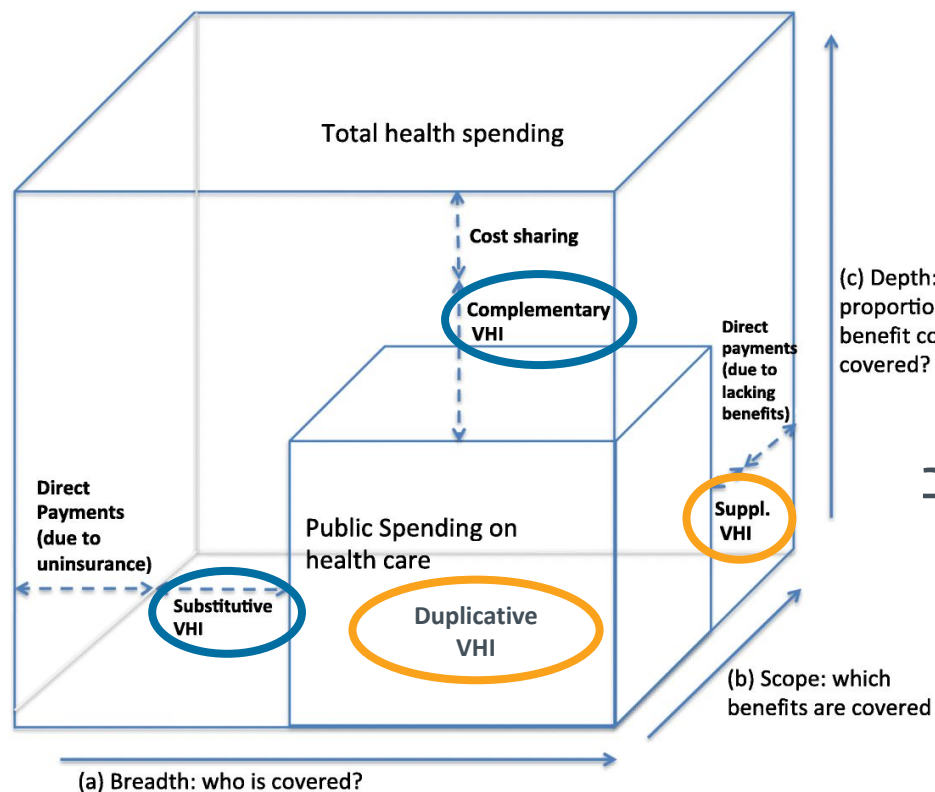 Total health spending
Cost sharing
Complementary
VHI
(c) Depth:
proportio
benefit co
covered?
Direct
payments
(due to
lacking
benefits)
Direct
Payments
(due to
uninsurance)
Public Spending on
health care
Suppl.
VHI
Substitutive
VHI
Duplicative
VHI
(b) Scope: which
benefits are covered
(a) Breadth: who is covered?